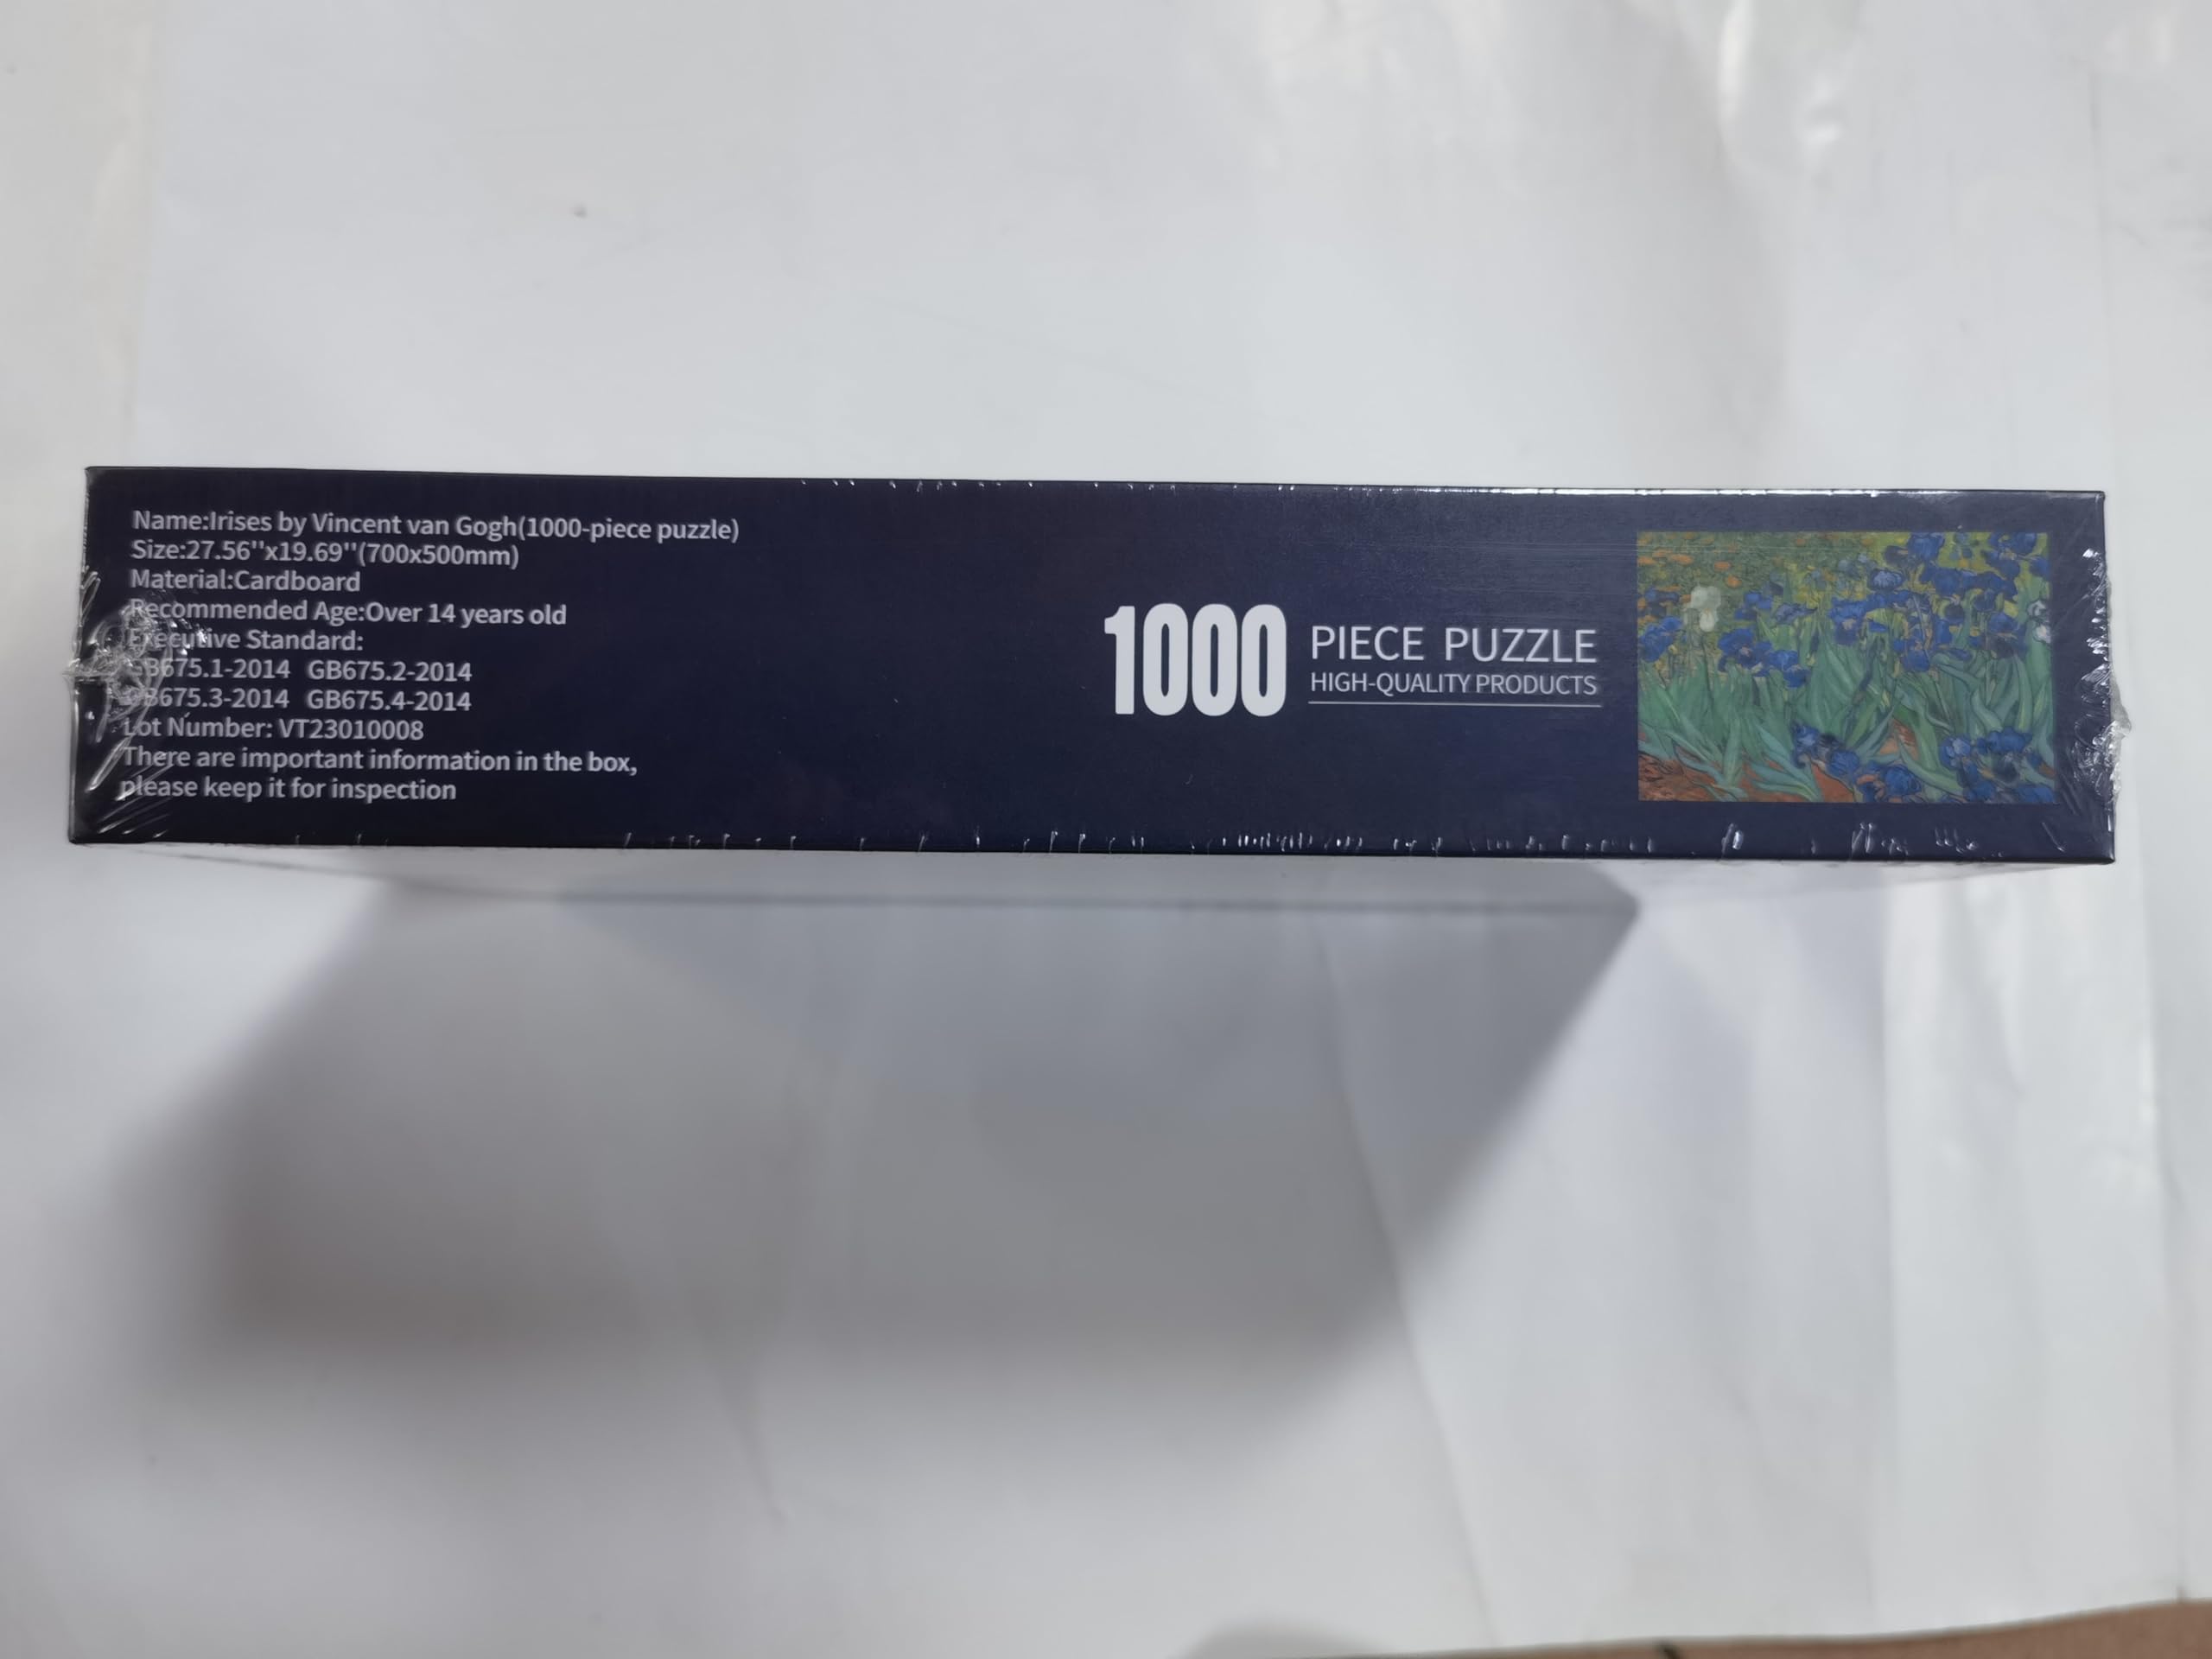 Name:Irises by Vincent van Gogh(1000-piece puzzle)
Size:27.56''x19.69''(700x500mm)
Material:Cardboard
Recommended Age:Over 14 years old
Executive Standard:
GB675.1-2014 GB675.2-2014
GB675.3-2014 GB675.4-2014
Lot Number: VT23010008
There are important information in the box,
please keep it for inspection
1000 PIECE PUZZLE
HIGH-QUALITY PRODUCTS